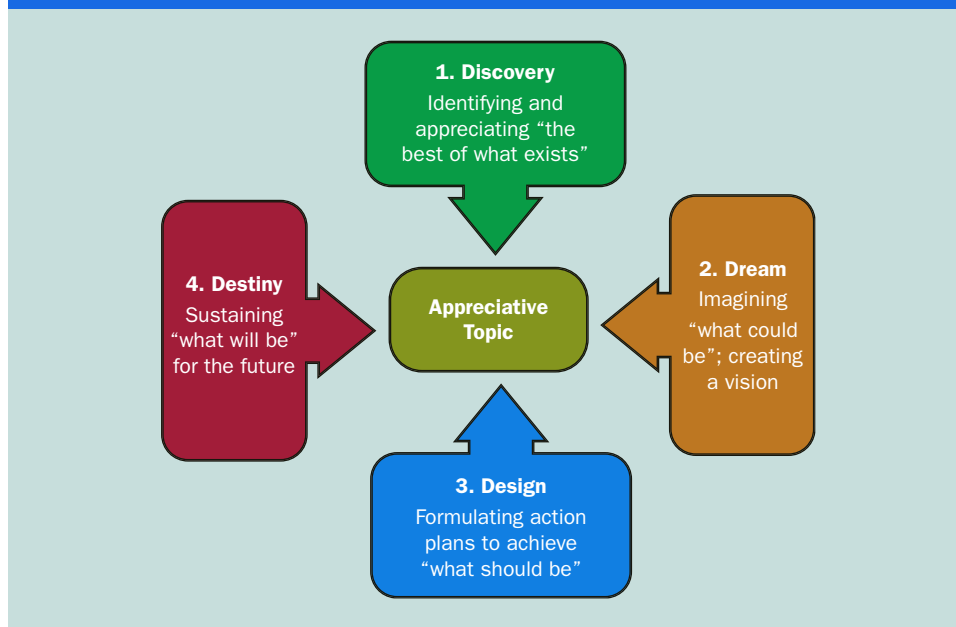 1. Discovery
Identifying and
appreciating “the
best of what exists”
2. Dream
Imagining
“what could
be”; creating
a vision
3. Design
Formulating action
plans to achieve
“what should be”
4. Destiny
Sustaining
“what will be”
for the future
Appreciative
Topic